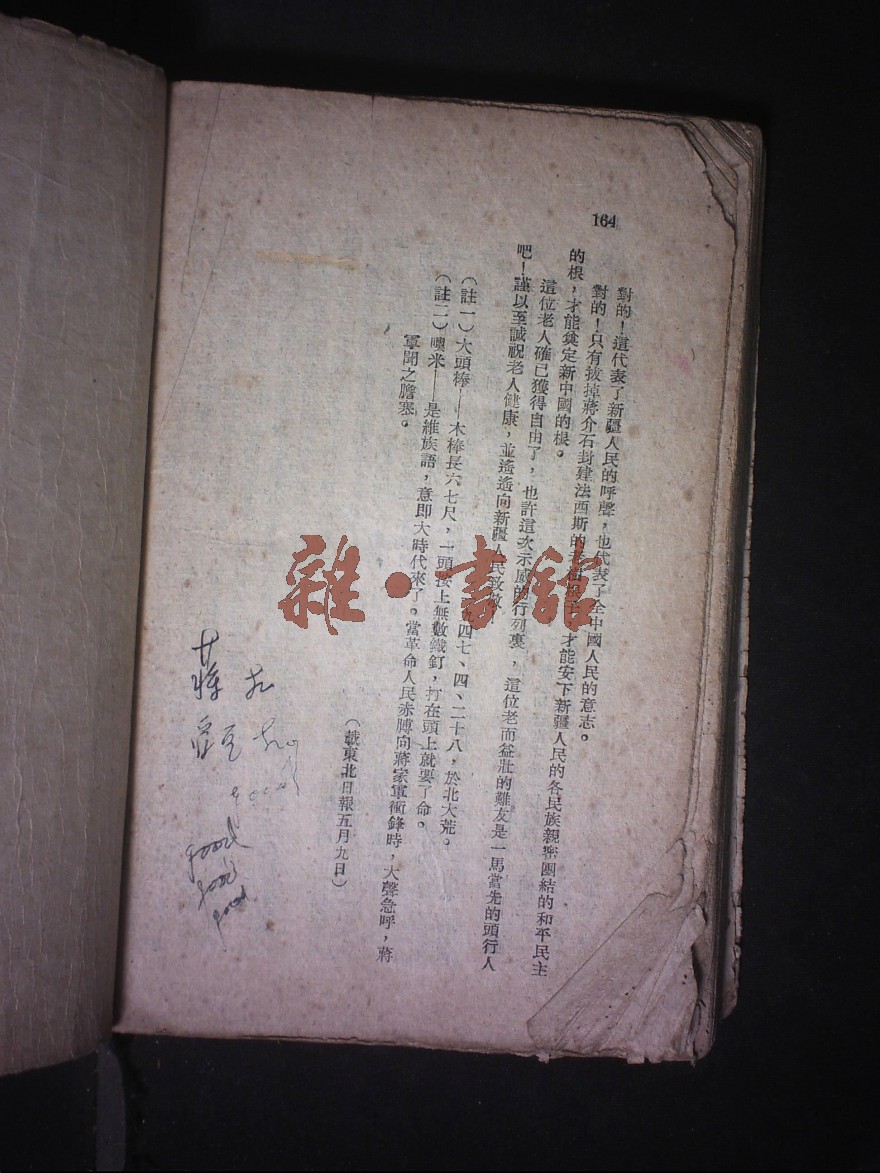 164
對的！這代表了新疆人民的呼聲，也代表了全中國人民的意志。
對的！只有拔掉蔣介石封建法西斯的才能安下新疆人民的各民族親密團結的和平民主
的根，才能奠定新中國的根。
這位老人確已獲得自由了，也許這次示威的行列裏，這位老而益壯的難友是一馬當先的頭行人
吧！謹以至誠祝老人健康，並遙遙向新疆人民致敬！
九四七、四、二十八，於北大荒。
（註一）大頭棒——木棒長六七尺，一頭接上無數鐵釘，打在頭上就要了命。
（註二）噢米——是維族語，意即大時代來了。當革命人民赤膊向蔣家軍衝鋒時，大聲急呼，蔣
軍聞之膽寒。
（載東北日報五月九日）
雜·書館
蔣
good
good
good
good